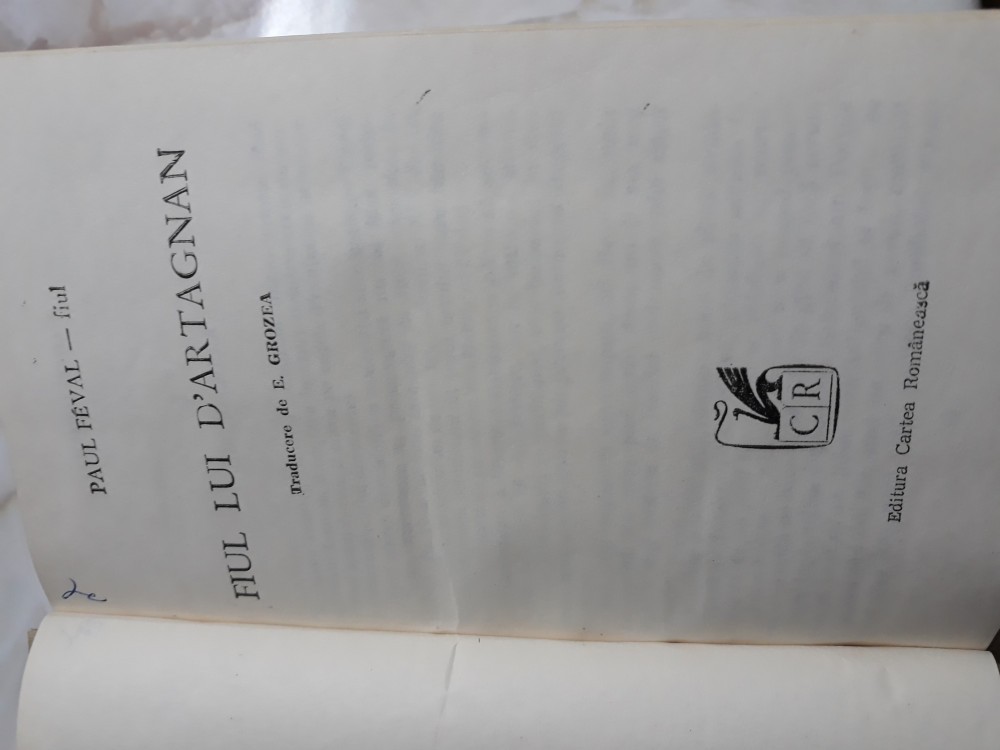 PAUL FÉVAL — fiul
FIUL LUI D'ARTAGNAN
Traducere de E. GROZEA
C R
Editura Cartea Românească